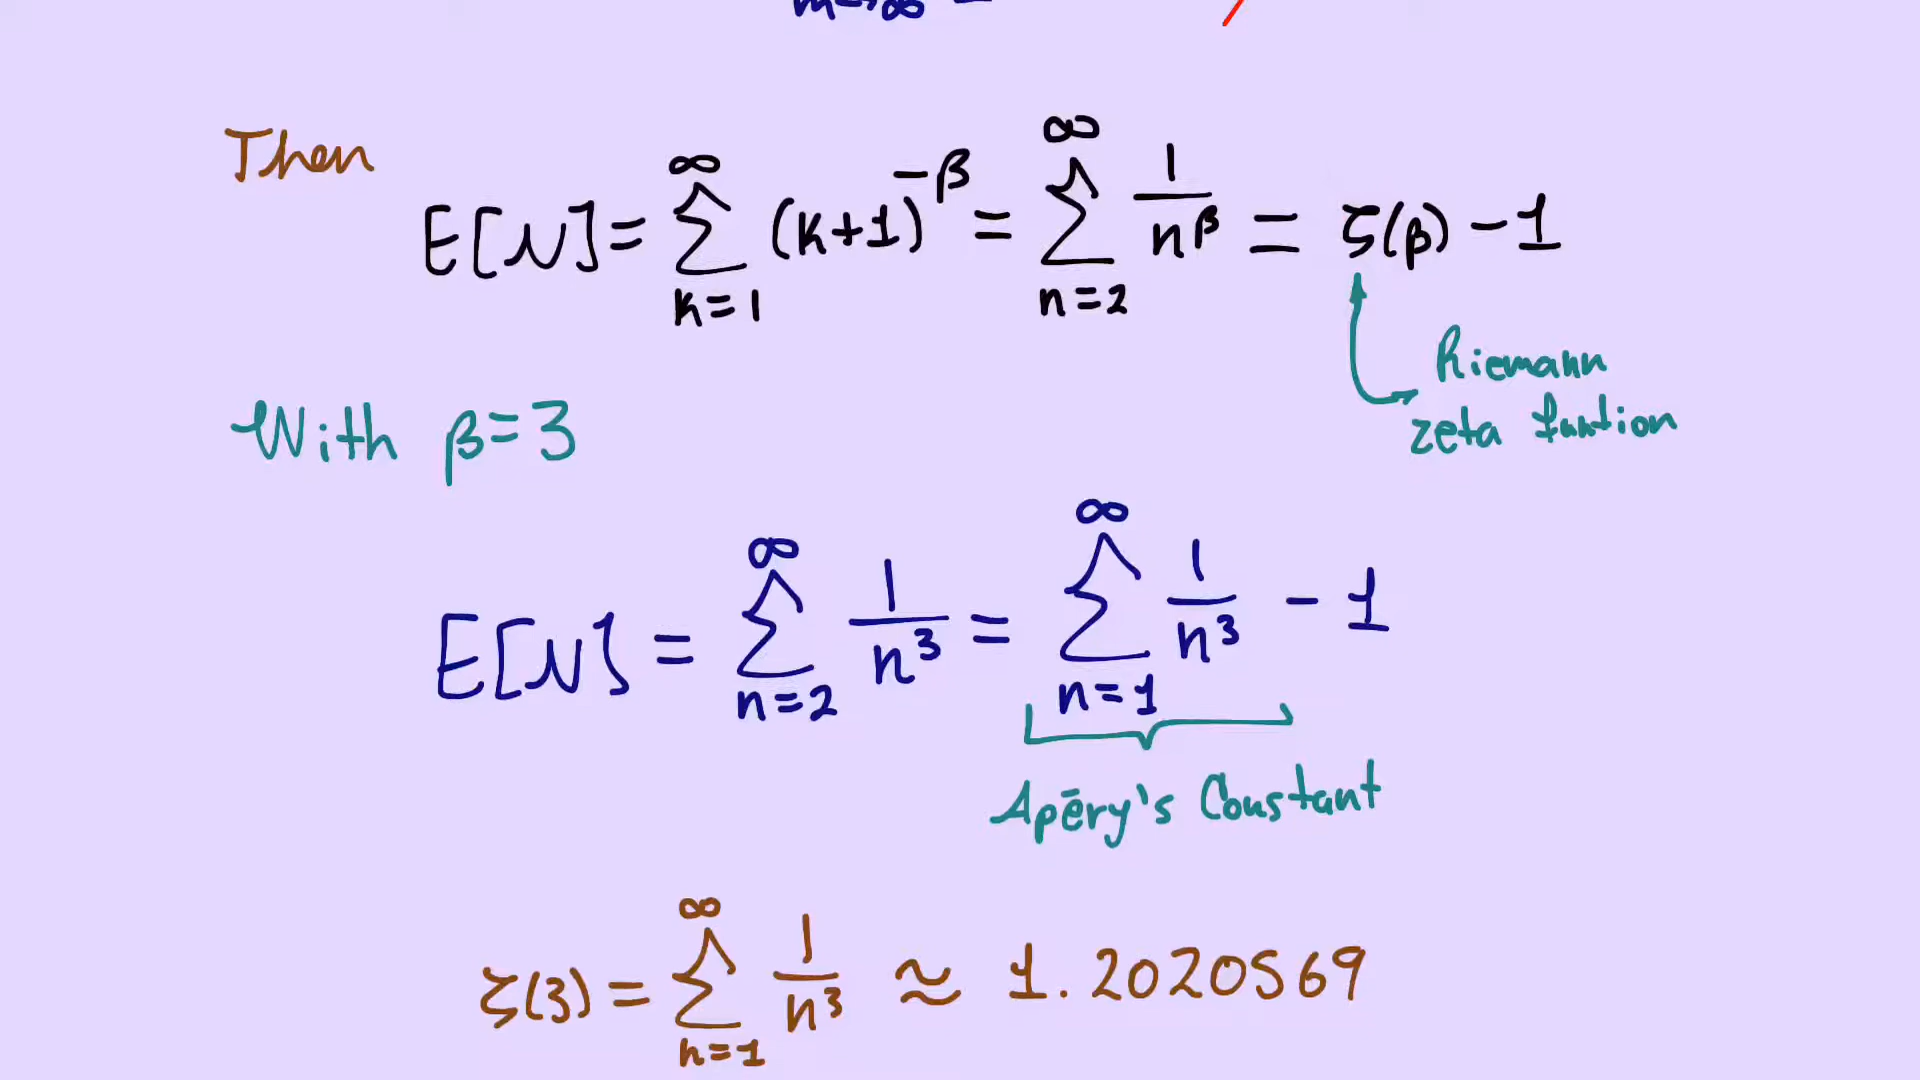 m→∞ =
Then
E[N] = ∑_{k=1}^{∞} (k+1)^{-β} = ∑_{n=2}^{∞} 1/n^β = ζ(β) - 1
Riemann
zeta funtion
With β=3
E[N] = ∑_{n=2}^{∞} 1/n^3 = ∑_{n=1}^{∞} 1/n^3 - 1
Apēry's Constant
ζ(3) = ∑_{n=1}^{∞} 1/n^3 ≈ 1.2020569